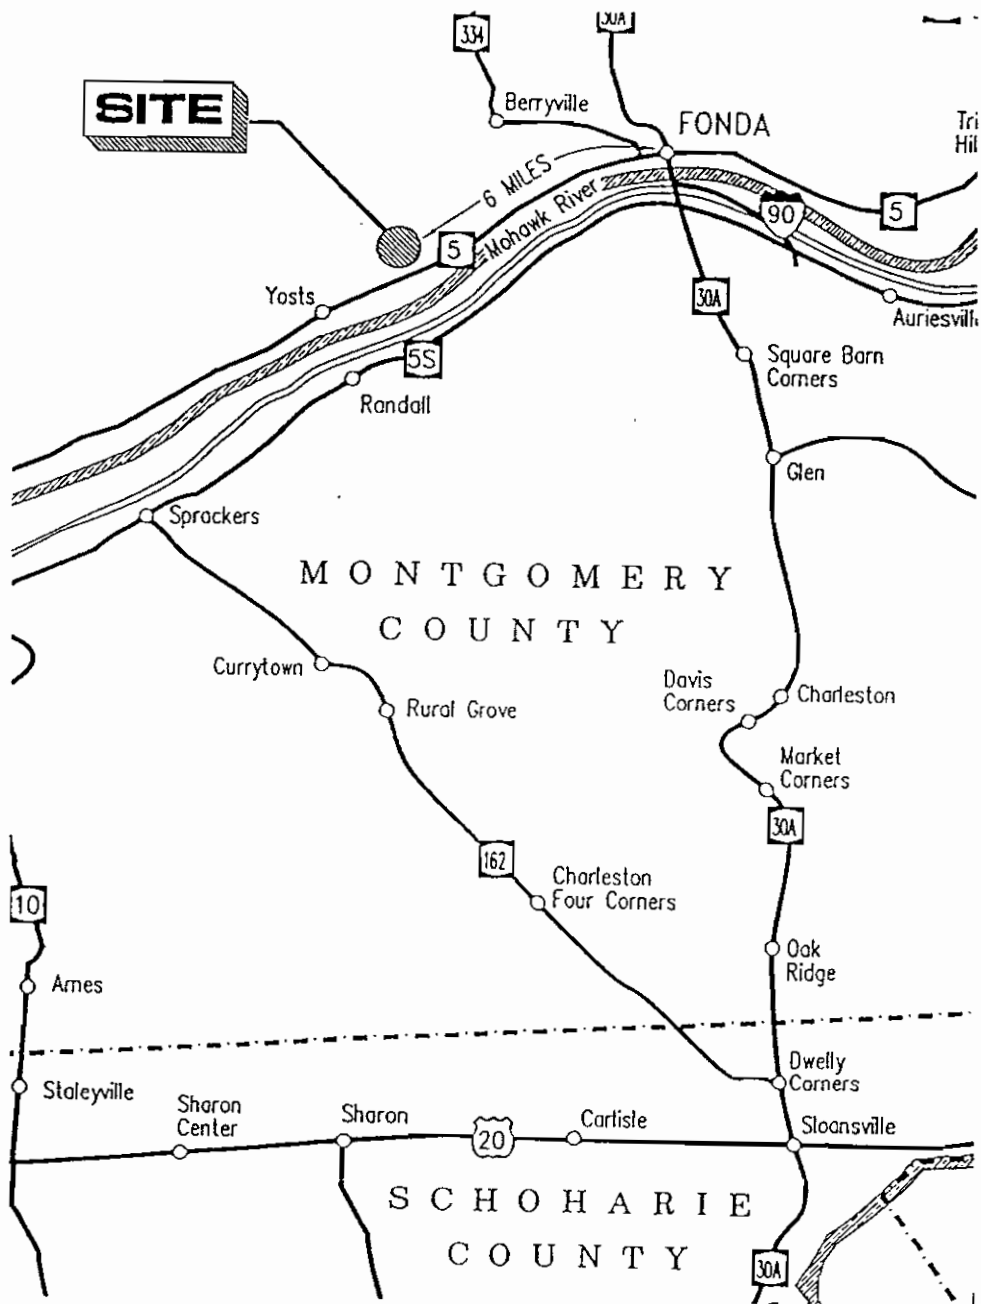 334
30A
SITE
Berryville
FONDA
Tri
Hil
6 MILES
Mohawk River
5
90
5
Yosts
30A
Auriesvill
5S
Square Barn
Corners
Randall
Glen
Sprackers
MONTGOMERY
COUNTY
Currytown
Rural Grove
Davis
Corners
Charleston
Market
Corners
30A
162
Charleston
Four Corners
10
Oak
Ridge
Ames
Dwelly
Corners
Staleyville
Sharon
Center
Sharon
20
Carlisle
Sloansville
SCHOHARIE
COUNTY
30A